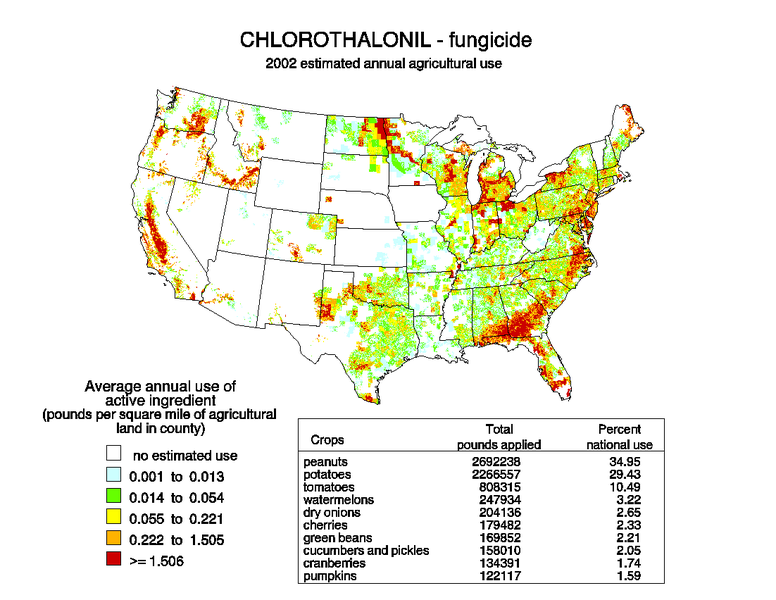 CHLOROTHALONIL - fungicide
2002 estimated annual agricultural use
Average annual use of
active ingredient
(pounds per square mile of agricultural
land in county)
no estimated use
0.001 to 0.013
0.014 to 0.054
0.055 to 0.221
0.222 to 1.505
>= 1.506
Crops Total pounds applied Percent national use
peanuts 2692238 34.95
potatoes 2266557 29.43
tomatoes 808315 10.49
watermelons 247934 3.22
dry onions 204136 2.65
cherries 179482 2.33
green beans 169852 2.21
cucumbers and pickles 158010 2.05
cranberries 134391 1.74
pumpkins 122117 1.59